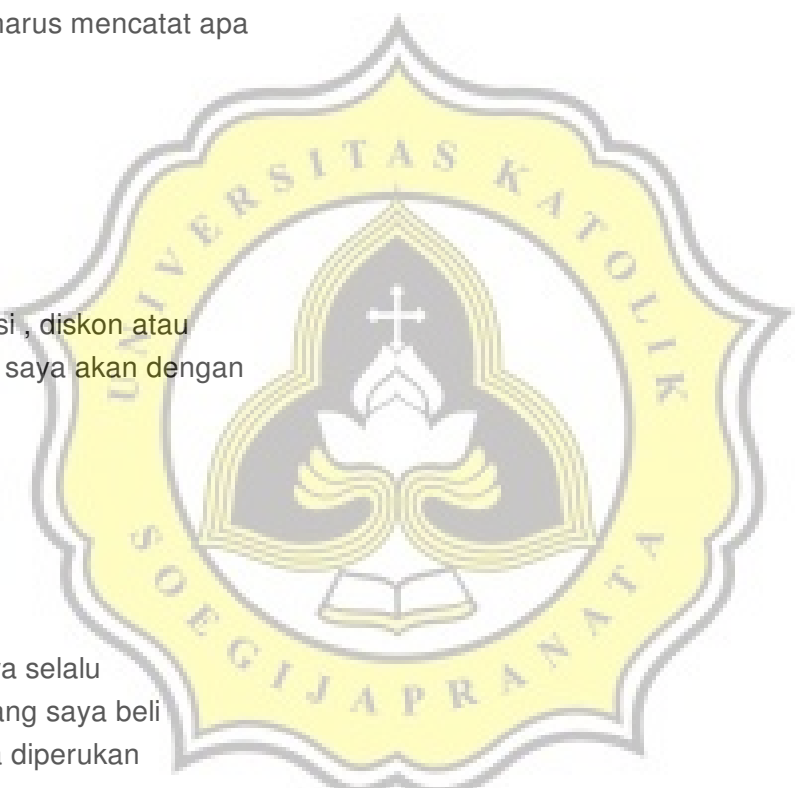 harus mencatat apa
UNIVERSITAS KATOLIK
si , diskon atau
saya akan dengan
SOEGIJAPRANATA
selalu
ang saya beli
diperukan